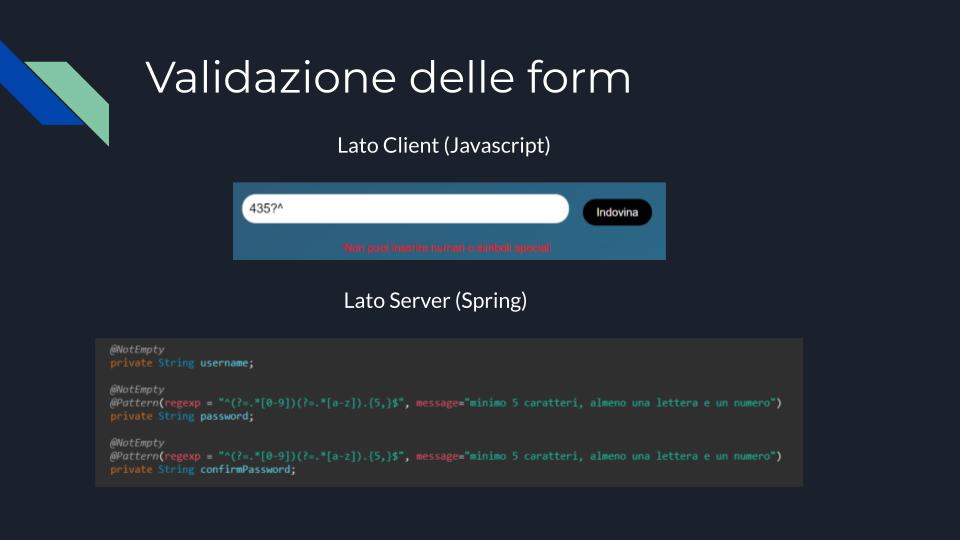 Validazione delle form
Lato Client (Javascript)
435?^
Indovina
Non puoi inserire numeri o simboli speciali
Lato Server (Spring)
@NotEmpty
private String username;
@NotEmpty
@Pattern(regexp = "^(?=.*[0-9])(?=.*[a-z]).{5,}$", message="minimo 5 caratteri, almeno una lettera e un numero")
private String password;
@NotEmpty
@Pattern(regexp = "^(?=.*[0-9])(?=.*[a-z]).{5,}$", message="minimo 5 caratteri, almeno una lettera e un numero")
private String confirmPassword;